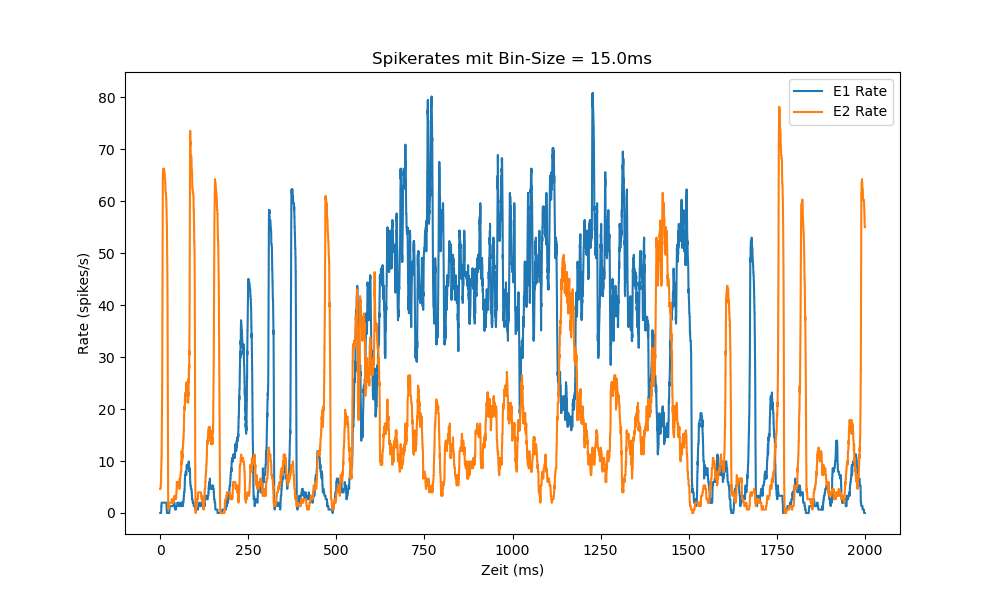 Spikerates mit Bin-Size = 15.0ms
E1 Rate
E2 Rate
Rate (spikes/s)
80
70
60
50
40
30
20
10
0
0 250 500 750 1000 1250 1500 1750 2000
Zeit (ms)